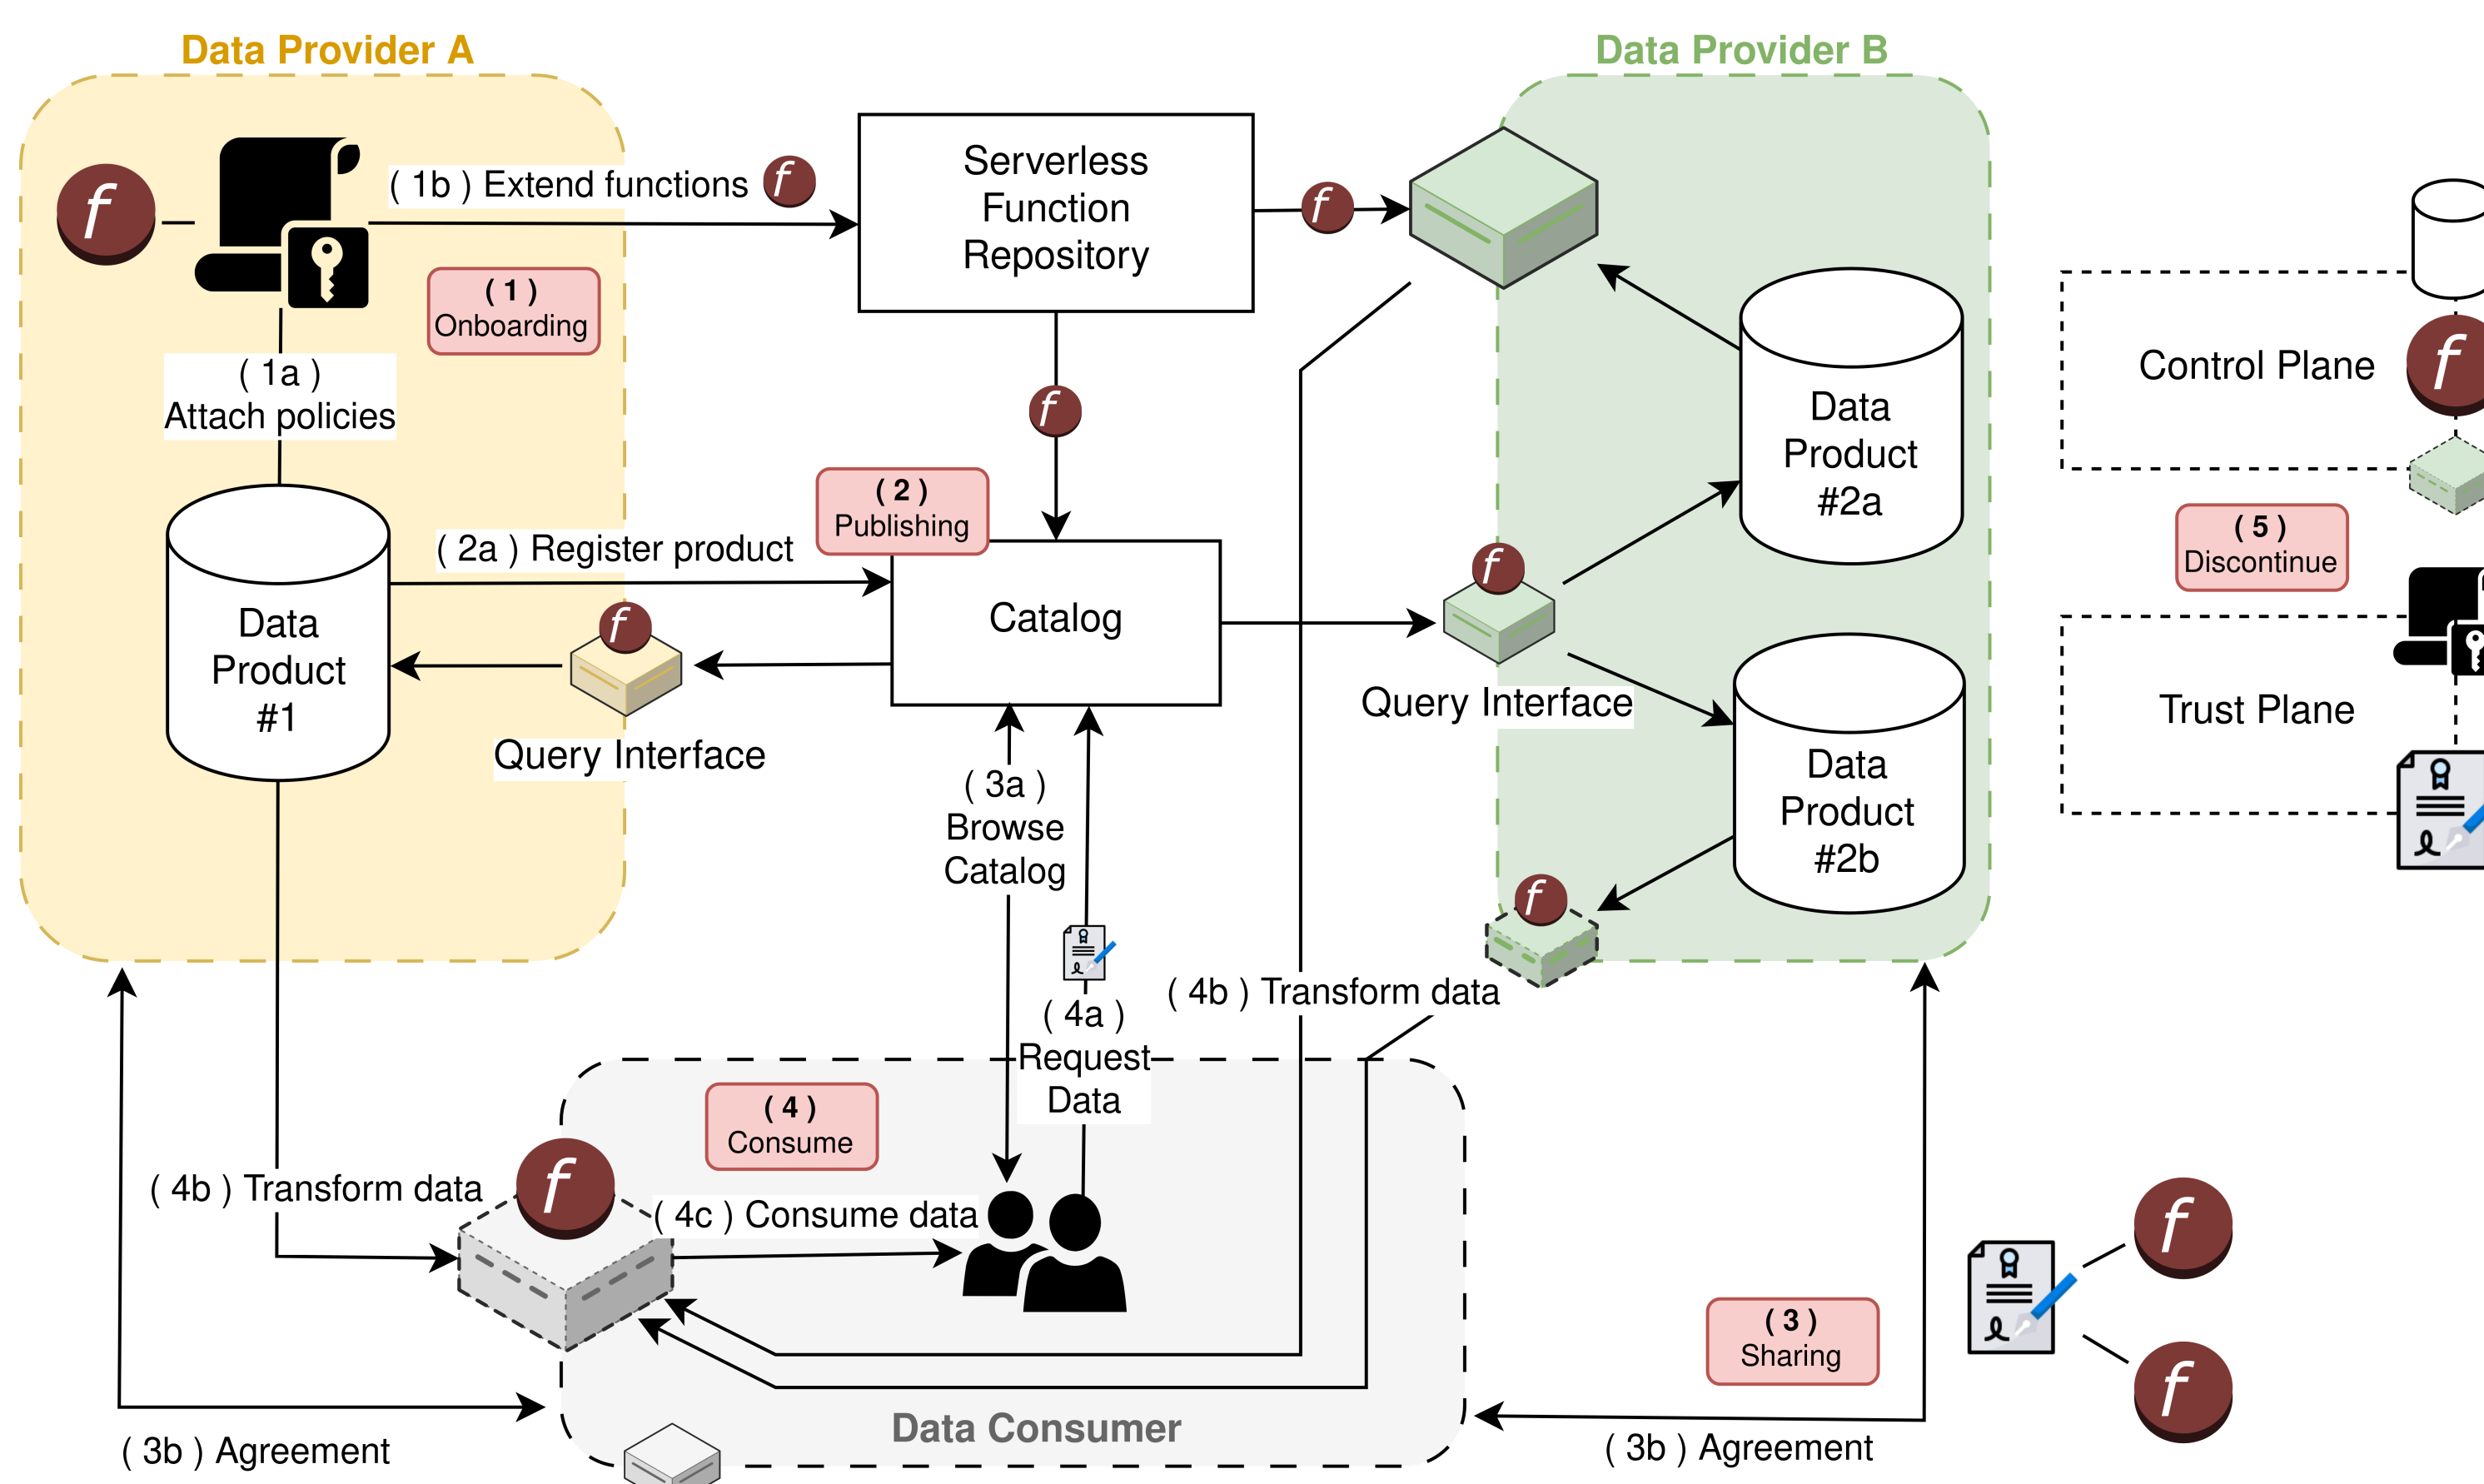 Data Provider A
Data Provider B
f
( 1b ) Extend functions
f
Serverless
Function
Repository
f
( 1 )
Onboarding
( 1a )
Attach policies
f
Data
Product
#2a
Control Plane
f
( 2 )
Publishing
( 2a ) Register product
Data
Product
#1
f
Query Interface
Catalog
f
Query Interface
( 5 )
Discontinue
Trust Plane
Data
Product
#2b
f
( 3a )
Browse
Catalog
( 4a )
Request
Data
( 4b ) Transform data
( 4 )
Consume
( 4b ) Transform data
f
( 4c ) Consume data
( 3 )
Sharing
f
f
Data Consumer
( 3b ) Agreement
( 3b ) Agreement